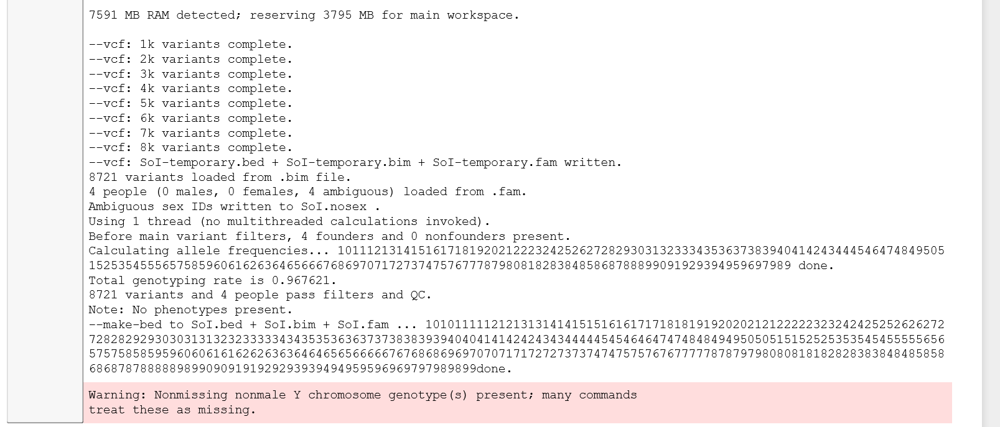 7591 MB RAM detected; reserving 3795 MB for main workspace.
--vcf: 1k variants complete.
--vcf: 2k variants complete.
--vcf: 3k variants complete.
--vcf: 4k variants complete.
--vcf: 5k variants complete.
--vcf: 6k variants complete.
--vcf: 7k variants complete.
--vcf: 8k variants complete.
--vcf: SoI-temporary.bed + SoI-temporary.bim + SoI-temporary.fam written.
8721 variants loaded from .bim file.
4 people (0 males, 0 females, 4 ambiguous) loaded from .fam.
Ambiguous sex IDs written to SoI.nosex .
Using 1 thread (no multithreaded calculations invoked).
Before main variant filters, 4 founders and 0 nonfounders present.
Calculating allele frequencies... 10111213141516171819202122232425262728293031323334353637383940414243444546474849505
152535455565758596061626364656667686970717273747576777879808182838485868788899091929394959697989 done.
Total genotyping rate is 0.967621.
8721 variants and 4 people pass filters and QC.
Note: No phenotypes present.
--make-bed to SoI.bed + SoI.bim + SoI.fam ... 10101111121213131414151516161717181819192020212122222323242425252626272
728282929303031313232333334343535363637373838393940404141424243434444454546464747484849495050515152525353545455555656
575758585959606061616262636364646565666667676868696970707171727273737474757576767777787879798080818182828383848485858
6868787888889899090919192929393949495959696979798989­9done.
Warning: Nonmissing nonmale Y chromosome genotype(s) present; many commands
treat these as missing.